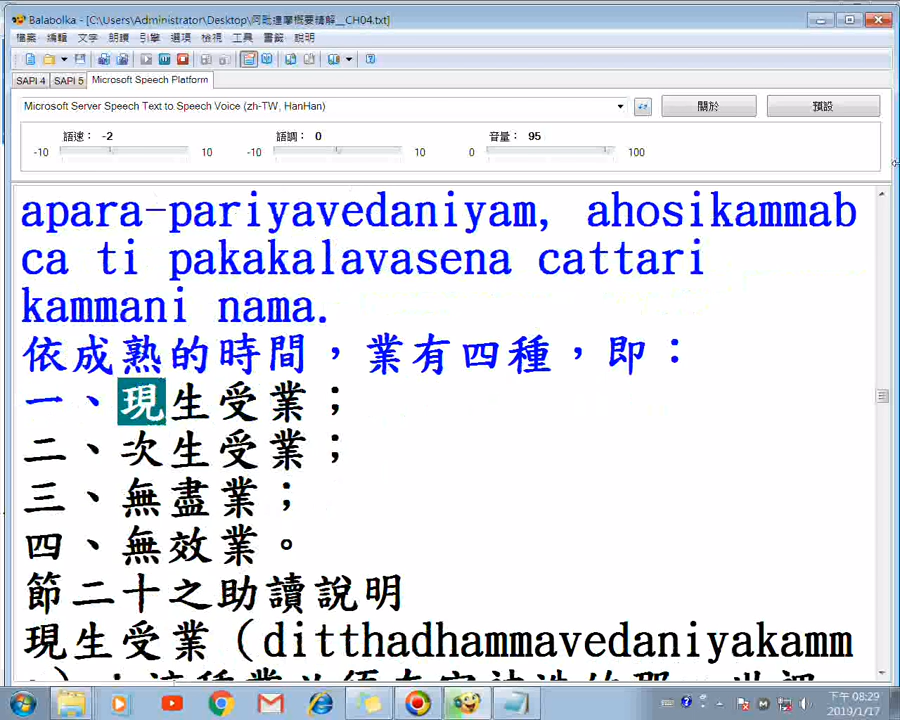 Balabolka - [C:\Users\Administrator\Desktop\阿毗達摩概要精解__CH04.txt]
檔案 編輯 文字 朗讀 引擎 選項 檢視 工具 書籤 說明
SAPI 4 SAPI 5 Microsoft Speech Platform
Microsoft Server Speech Text to Speech Voice (zh-TW, HanHan) 關於 預設
語速： -2 語調： 0 音量： 95
-10 10 -10 10 0 100
apara-pariyavedaniyam, ahosikammab
ca ti pakakalavasena cattari
kammani nama.
依成熟的時間，業有四種，即：
一、現生受業；
二、次生受業；
三、無盡業；
四、無效業。
節二十之助讀說明
現生受業（ditthadhammavedaniyakamm
下午 08:29
2019/1/17